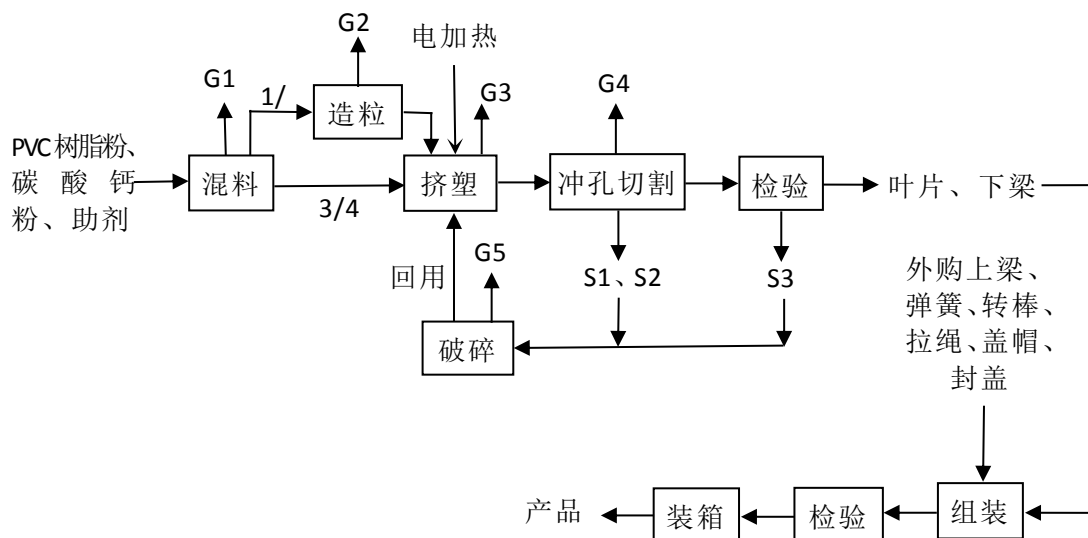 G2
电加热
G1
1/
造粒
G3
G4
PVC树脂粉、
碳酸钙
粉、助剂
混料
3/4
挤塑
冲孔切割
检验
叶片、下梁
回用
G5
S1、S2
S3
破碎
外购上梁、
弹簧、转棒、
拉绳、盖帽、
封盖
产品
装箱
检验
组装